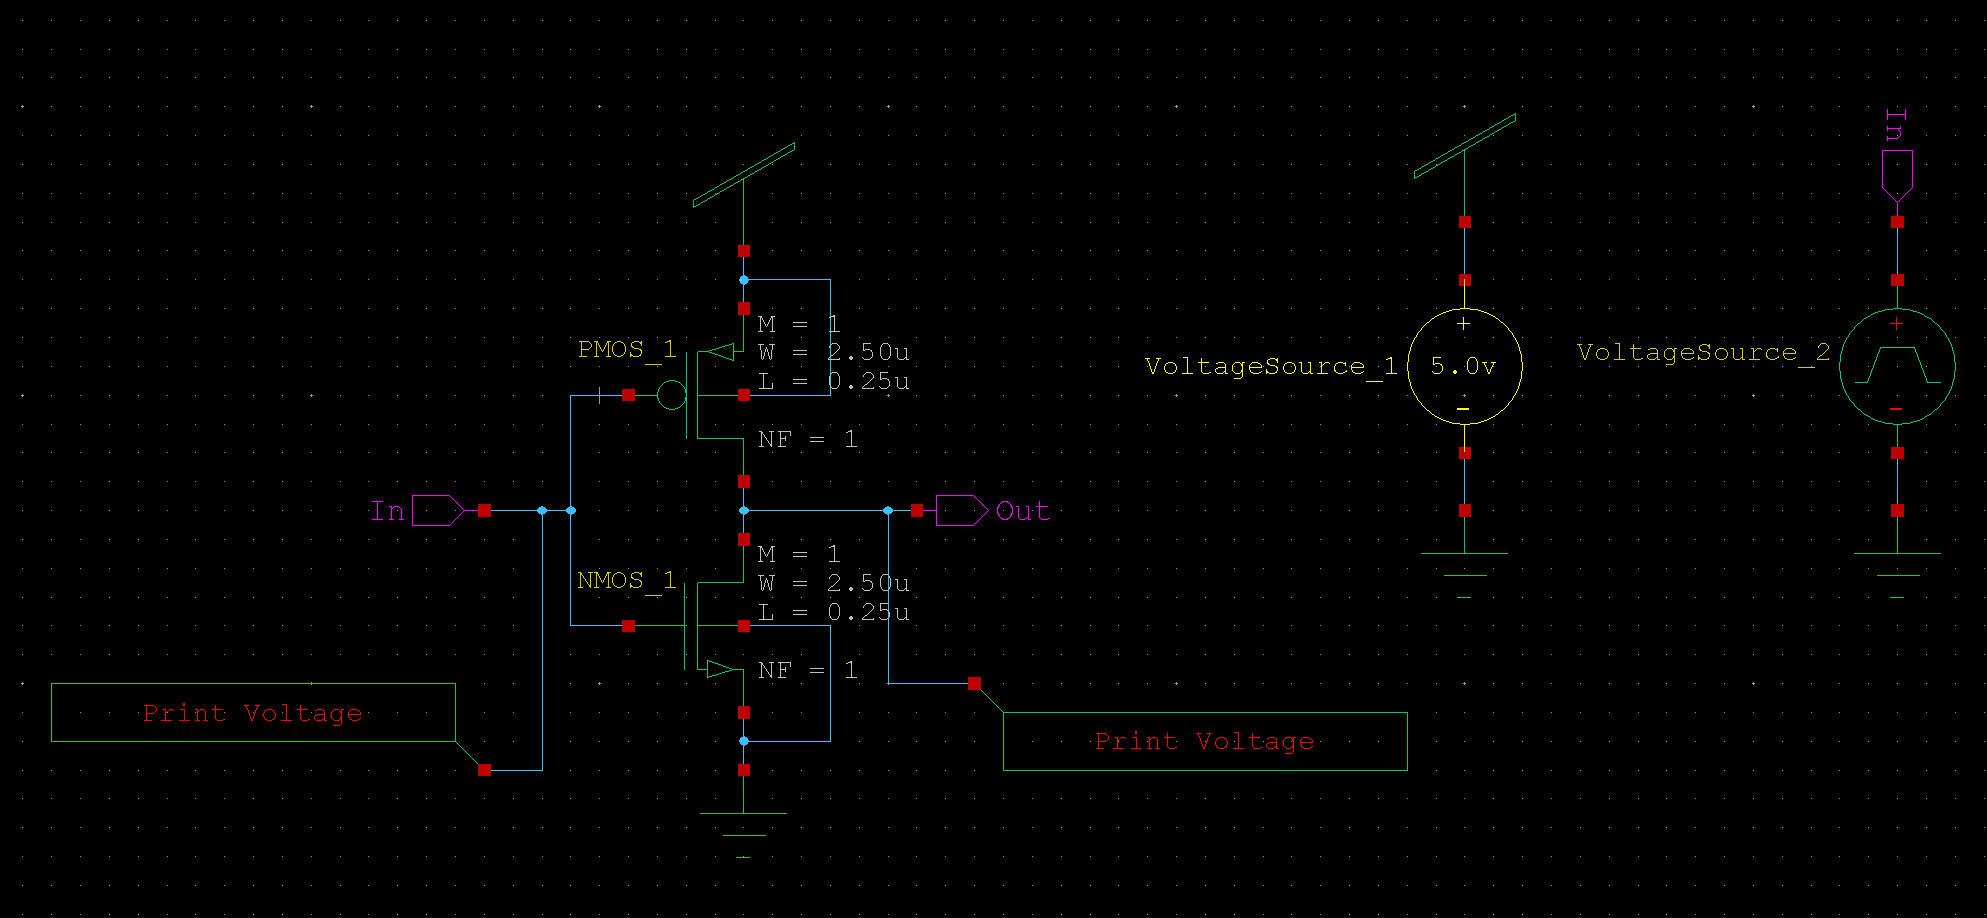 PMOS_1
M = 1
W = 2.50u
L = 0.25u
NF = 1
In
Out
NMOS_1
M = 1
W = 2.50u
L = 0.25u
NF = 1
Print Voltage
Print Voltage
VoltageSource_1
+
5.0v
-
In
VoltageSource_2
+
-